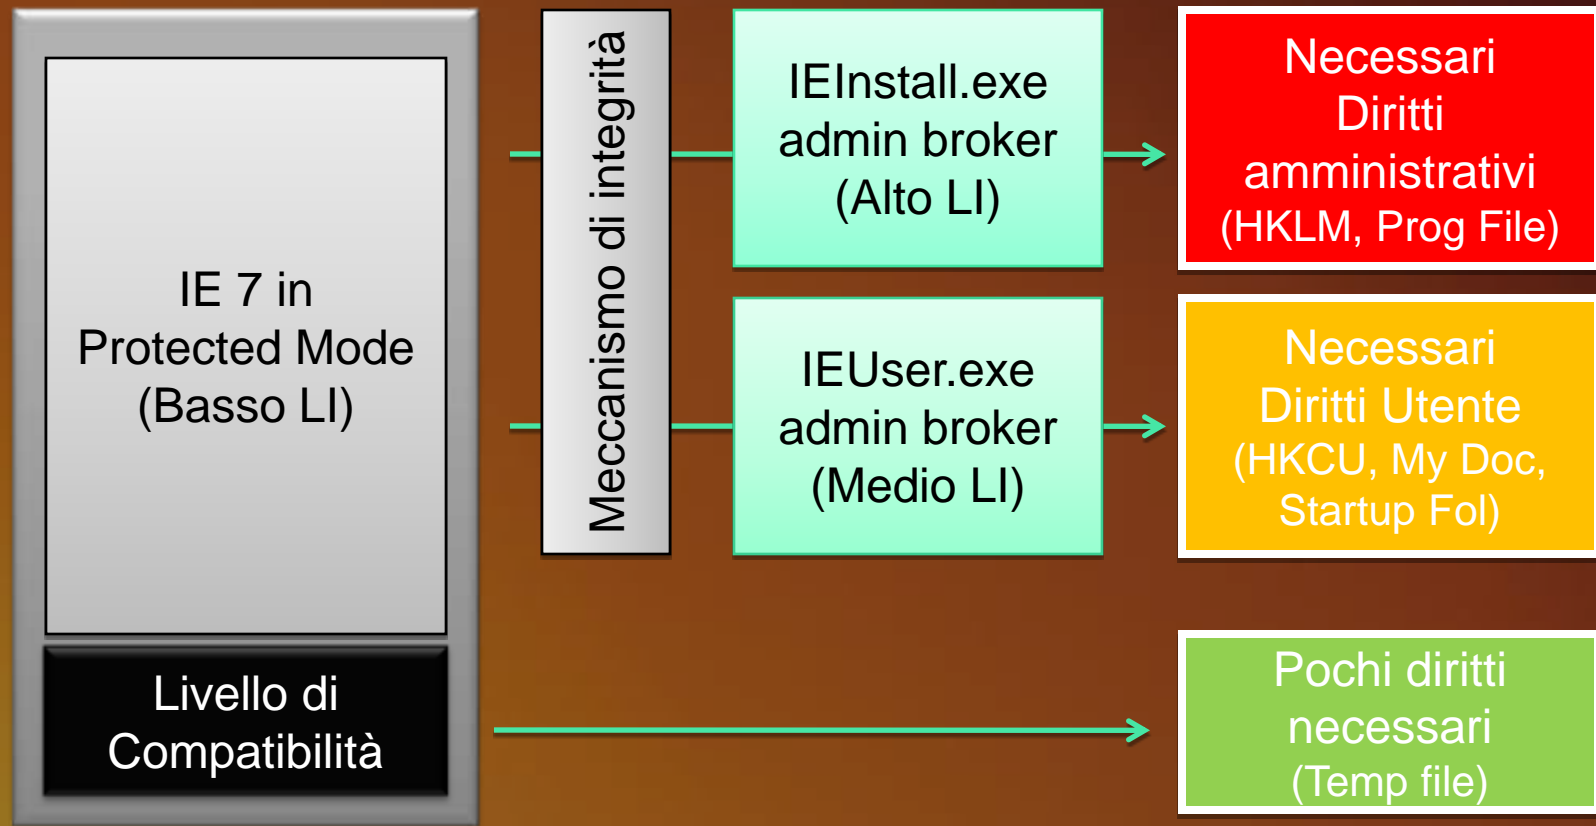 IE 7 in
Protected Mode
(Basso LI)
Livello di
Compatibilità
Meccanismo di integrità
IEInstall.exe
admin broker
(Alto LI)
Necessari
Diritti
amministrativi
(HKLM, Prog File)
IEUser.exe
admin broker
(Medio LI)
Necessari
Diritti Utente
(HKCU, My Doc,
Startup Fol)
Pochi diritti
necessari
(Temp file)